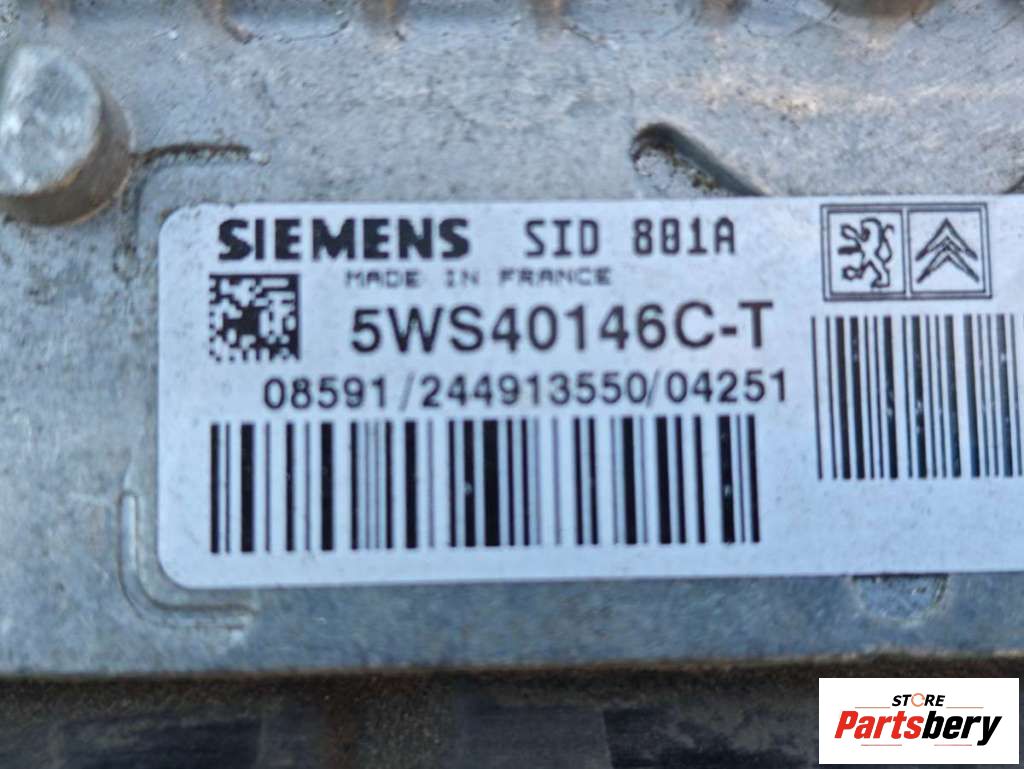 SIEMENS SID 801A
MADE IN FRANCE
5WS40146C-T
08591/244913550/04251
STORE
Partsbery